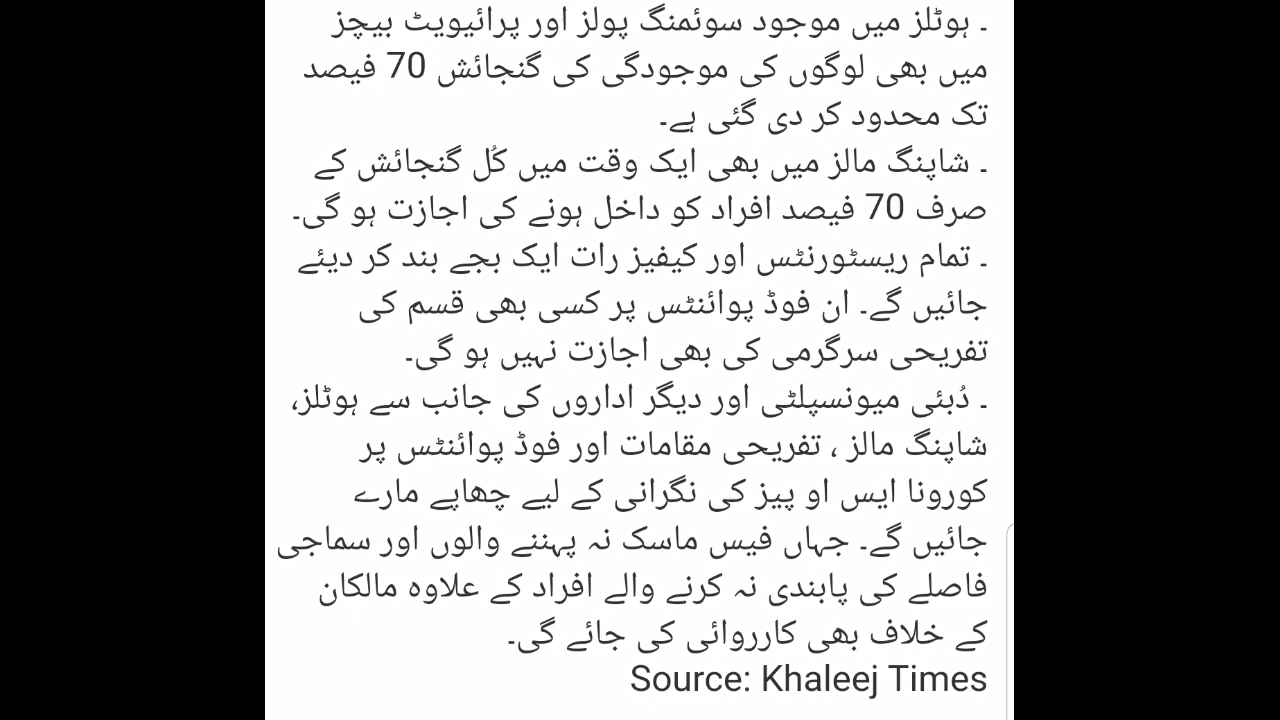 ۔ ہوٹلز میں موجود سوئمنگ پولز اور پرائیویٹ بیچز
میں بھی لوگوں کی موجودگی کی گنجائش 70 فیصد
تک محدود کر دی گئی ہے۔
۔ شاپنگ مالز میں بھی ایک وقت میں کُل گنجائش کے
صرف 70 فیصد افراد کو داخل ہونے کی اجازت ہو گی۔
۔ تمام ریسٹورنٹس اور کیفیز رات ایک بجے بند کر دیئے
جائیں گے۔ ان فوڈ پوائنٹس پر کسی بھی قسم کی
تفریحی سرگرمی کی بھی اجازت نہیں ہو گی۔
۔ دُبئی میونسپلٹی اور دیگر اداروں کی جانب سے ہوٹلز،
شاپنگ مالز ، تفریحی مقامات اور فوڈ پوائنٹس پر
کورونا ایس او پیز کی نگرانی کے لیے چھاپے مارے
جائیں گے۔ جہاں فیس ماسک نہ پہننے والوں اور سماجی
فاصلے کی پابندی نہ کرنے والے افراد کے علاوہ مالکان
کے خلاف بھی کارروائی کی جائے گی۔
Source: Khaleej Times